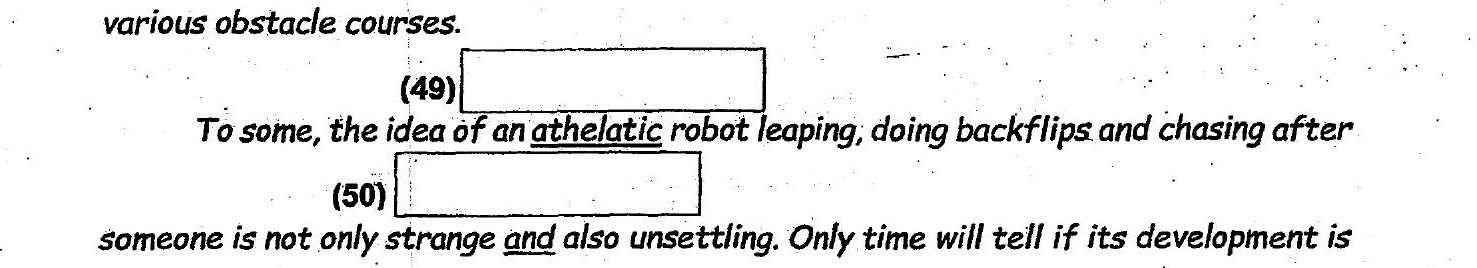 various obstacle courses.
(49)
To some, the idea of an athelatic robot leaping, doing backflips and chasing after
(50)
someone is not only strange and also unsettling. Only time will tell if its development is